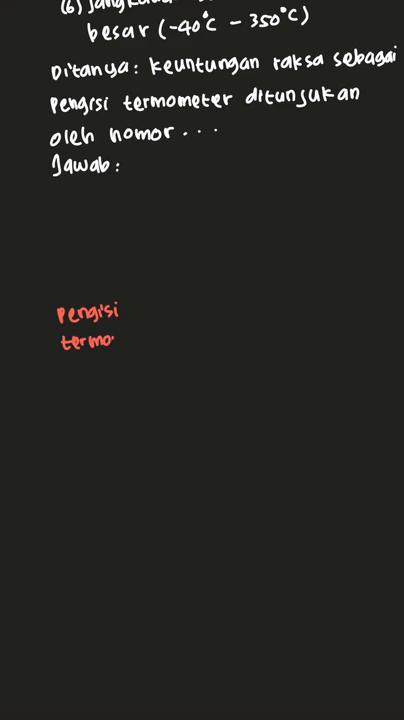 besar (-40°C - 350°C)
Ditanya: keuntungan raksa sebagai
pengisi termometer ditunjukan
oleh nomor ...
Jawab:
Pengisi
termo